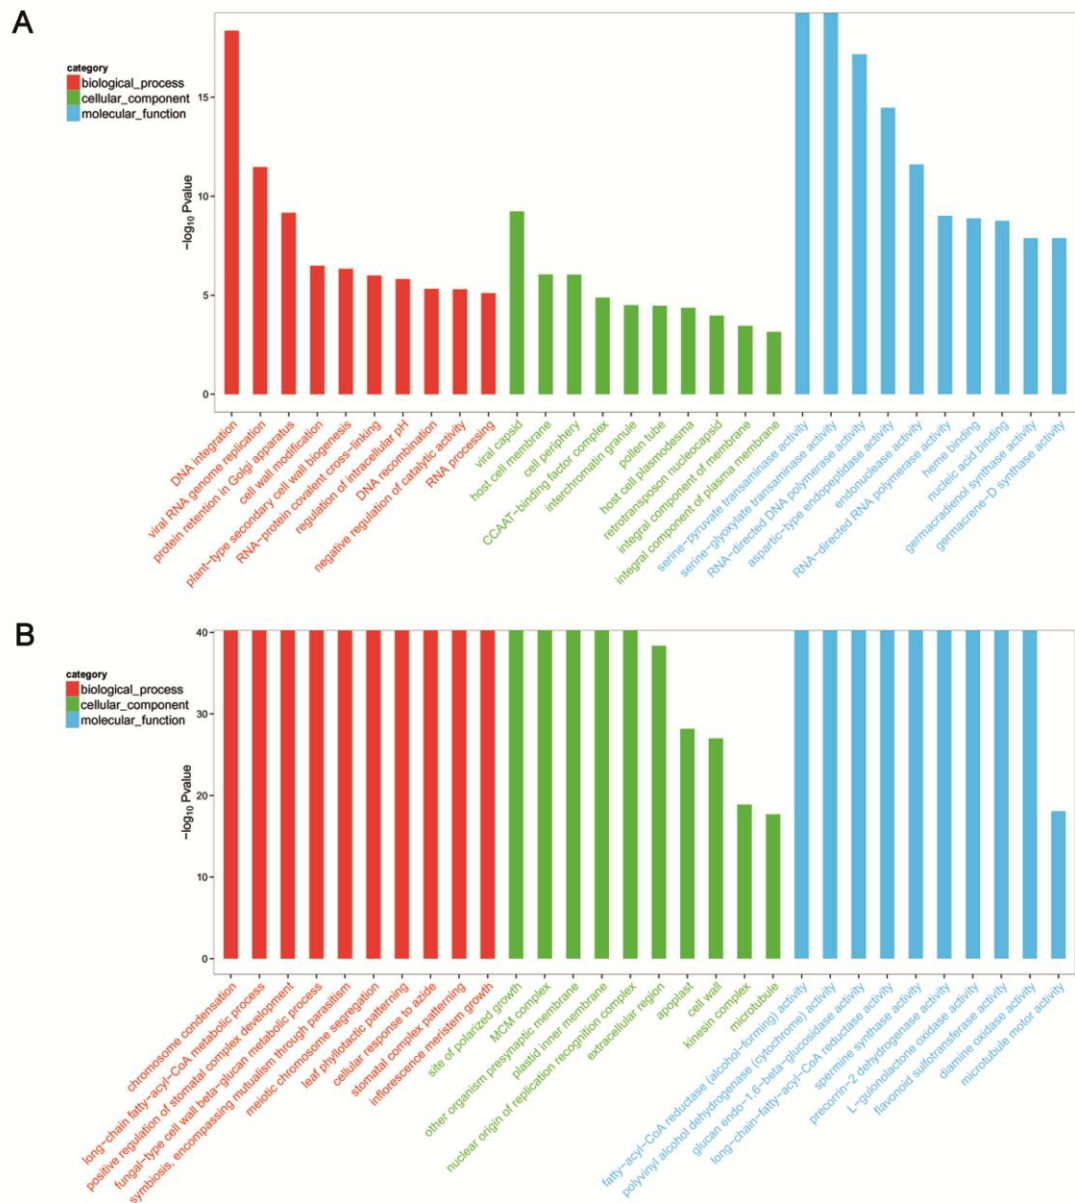 A
category
biological_process
cellular_component
molecular_function
−log10 Pvalue
15
10
5
0
DNA integration
viral RNA genome replication
protein retention in Golgi apparatus
cell wall modification
plant−type secondary cell wall biogenesis
RNA−protein covalent cross−linking
regulation of intracellular pH
DNA recombination
negative regulation of catalytic activity
RNA processing
viral capsid
host cell membrane
cell periphery
CCAAT−binding factor complex
interchromatin granule
pollen tube
host cell plasmodesma
retrotransposon nucleocapsid
integral component of membrane
integral component of plasma membrane
serine−pyruvate transaminase activity
serine−glyoxylate transaminase activity
RNA−directed DNA polymerase activity
aspartic−type endopeptidase activity
endonuclease activity
RNA−directed RNA polymerase activity
heme binding
nucleic acid binding
germacradienol synthase activity
germacrene−D synthase activity
B
category
biological_process
cellular_component
molecular_function
−log10 Pvalue
40
30
20
10
0
chromosome condensation
long−chain fatty−acyl−CoA metabolic process
positive regulation of stomatal complex development
fungal−type cell wall beta−glucan metabolic process
symbiosis, encompassing mutualism through parasitism
meiotic chromosome segregation
leaf phyllotactic patterning
cellular response to azide
stomatal complex patterning
inflorescence meristem growth
site of polarized growth
MCM complex
other organism presynaptic membrane
plastid inner membrane
nuclear origin of replication recognition complex
extracellular region
apoplast
cell wall
kinesin complex
microtubule
fatty−acyl−CoA reductase (alcohol−forming) activity
polyvinyl alcohol dehydrogenase (cytochrome) activity
glucan endo−1,6−beta−glucosidase activity
long−chain−fatty−acyl−CoA reductase activity
spermine synthase activity
precorrin−2 dehydrogenase activity
L−gulonolactone oxidase activity
flavonoid sulfotransferase activity
diamine oxidase activity
microtubule motor activity